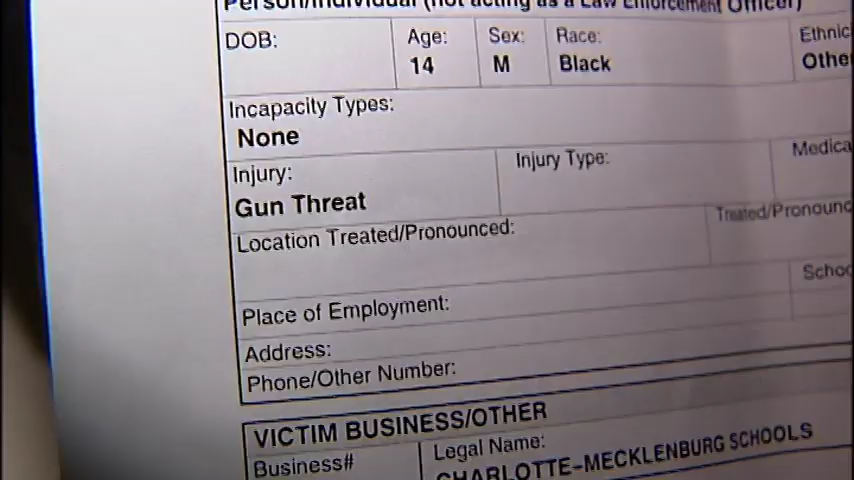 Person/Individual (not acting as a Law Enforcement Officer)
DOB: Age: Sex: Race: Ethnic
14 M Black Othe
Incapacity Types:
None
Injury: Injury Type: Medica
Gun Threat
Location Treated/Pronounced: Treated/Pronounc
Schoo
Place of Employment:
Address:
Phone/Other Number:
VICTIM BUSINESS/OTHER
Business# Legal Name:
CHARLOTTE-MECKLENBURG SCHOOLS